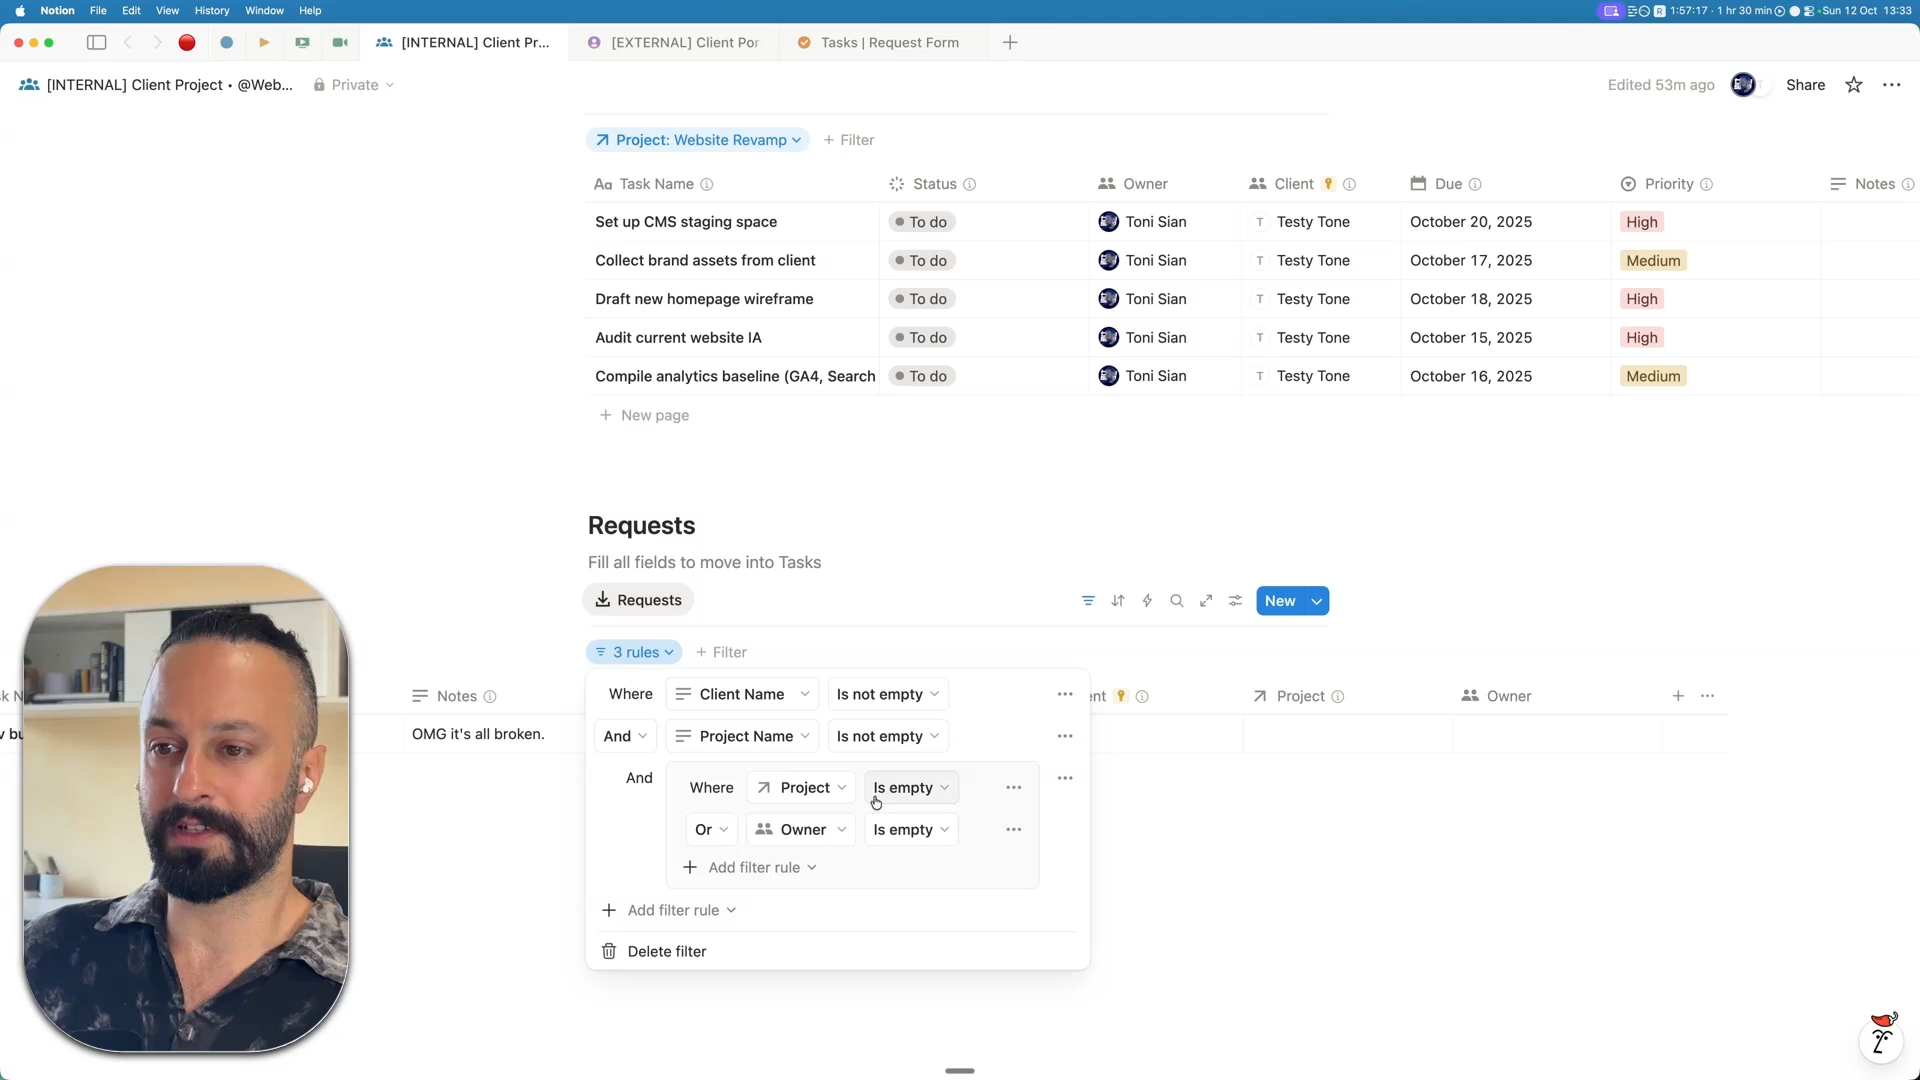 Notion File Edit View History Window Help
R 1:57:17 · 1 hr 30 min Sun 12 Oct 13:33
[INTERNAL] Client Pr... [EXTERNAL] Client Por Tasks | Request Form
[INTERNAL] Client Project • @Web... Private
Edited 53m ago Share
Project: Website Revamp + Filter
Aa Task Name Status Owner Client Due Priority Notes
Set up CMS staging space To do Toni Sian T Testy Tone October 20, 2025 High
Collect brand assets from client To do Toni Sian T Testy Tone October 17, 2025 Medium
Draft new homepage wireframe To do Toni Sian T Testy Tone October 18, 2025 High
Audit current website IA To do Toni Sian T Testy Tone October 15, 2025 High
Compile analytics baseline (GA4, Search To do Toni Sian T Testy Tone October 16, 2025 Medium
+ New page
Requests
Fill all fields to move into Tasks
Requests New
3 rules + Filter
Where Client Name Is not empty
sk N Notes ent Project Owner
v bu OMG it's all broken.
And Project Name Is not empty
And Where Project Is empty
Or Owner Is empty
+ Add filter rule
+ Add filter rule
Delete filter